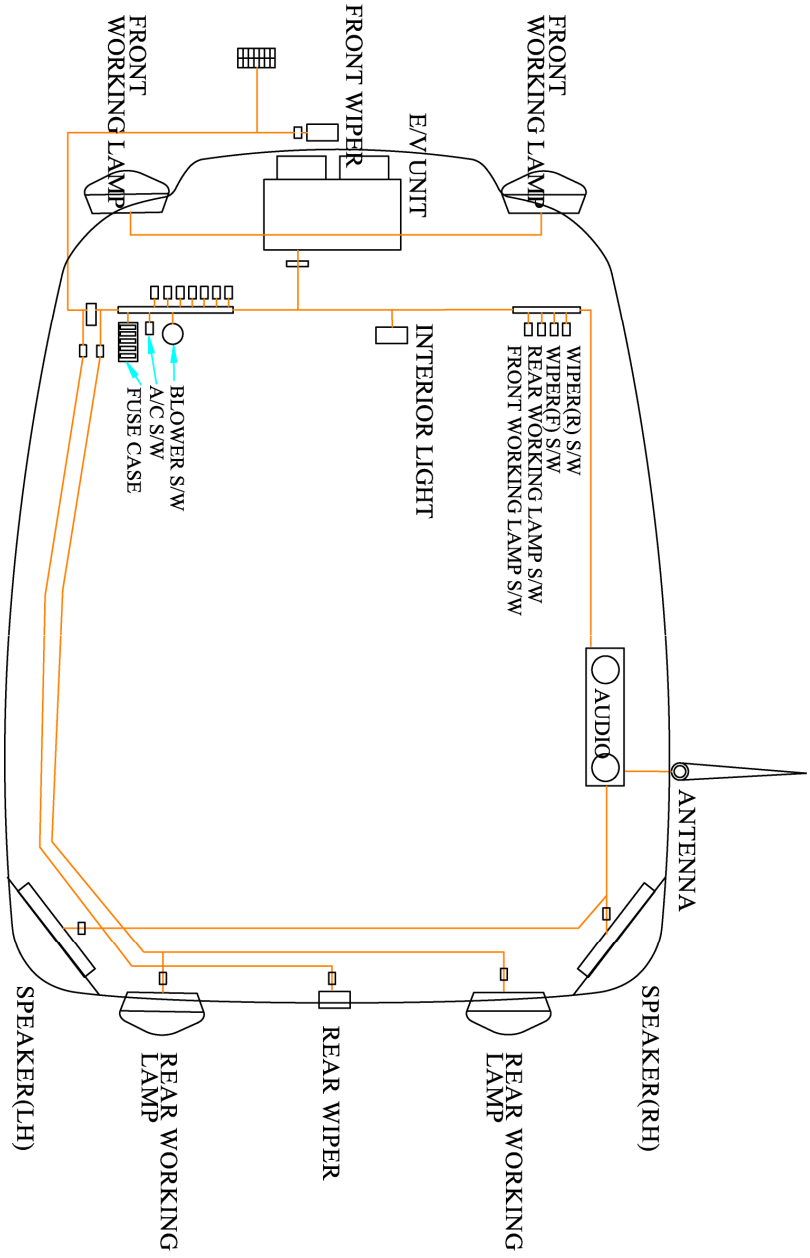 FRONT
WORKING LAMP
FRONT WIPER
E/V UNIT
FRONT
WORKING LAMP
WIPER(R) S/W
WIPER(F) S/W
REAR WORKING LAMP S/W
FRONT WORKING LAMP S/W
INTERIOR LIGHT
BLOWER S/W
A/C S/W
FUSE CASE
AUDIO
ANTENNA
SPEAKER(RH)
REAR WORKING
LAMP
REAR WIPER
REAR WORKING
LAMP
SPEAKER(LH)